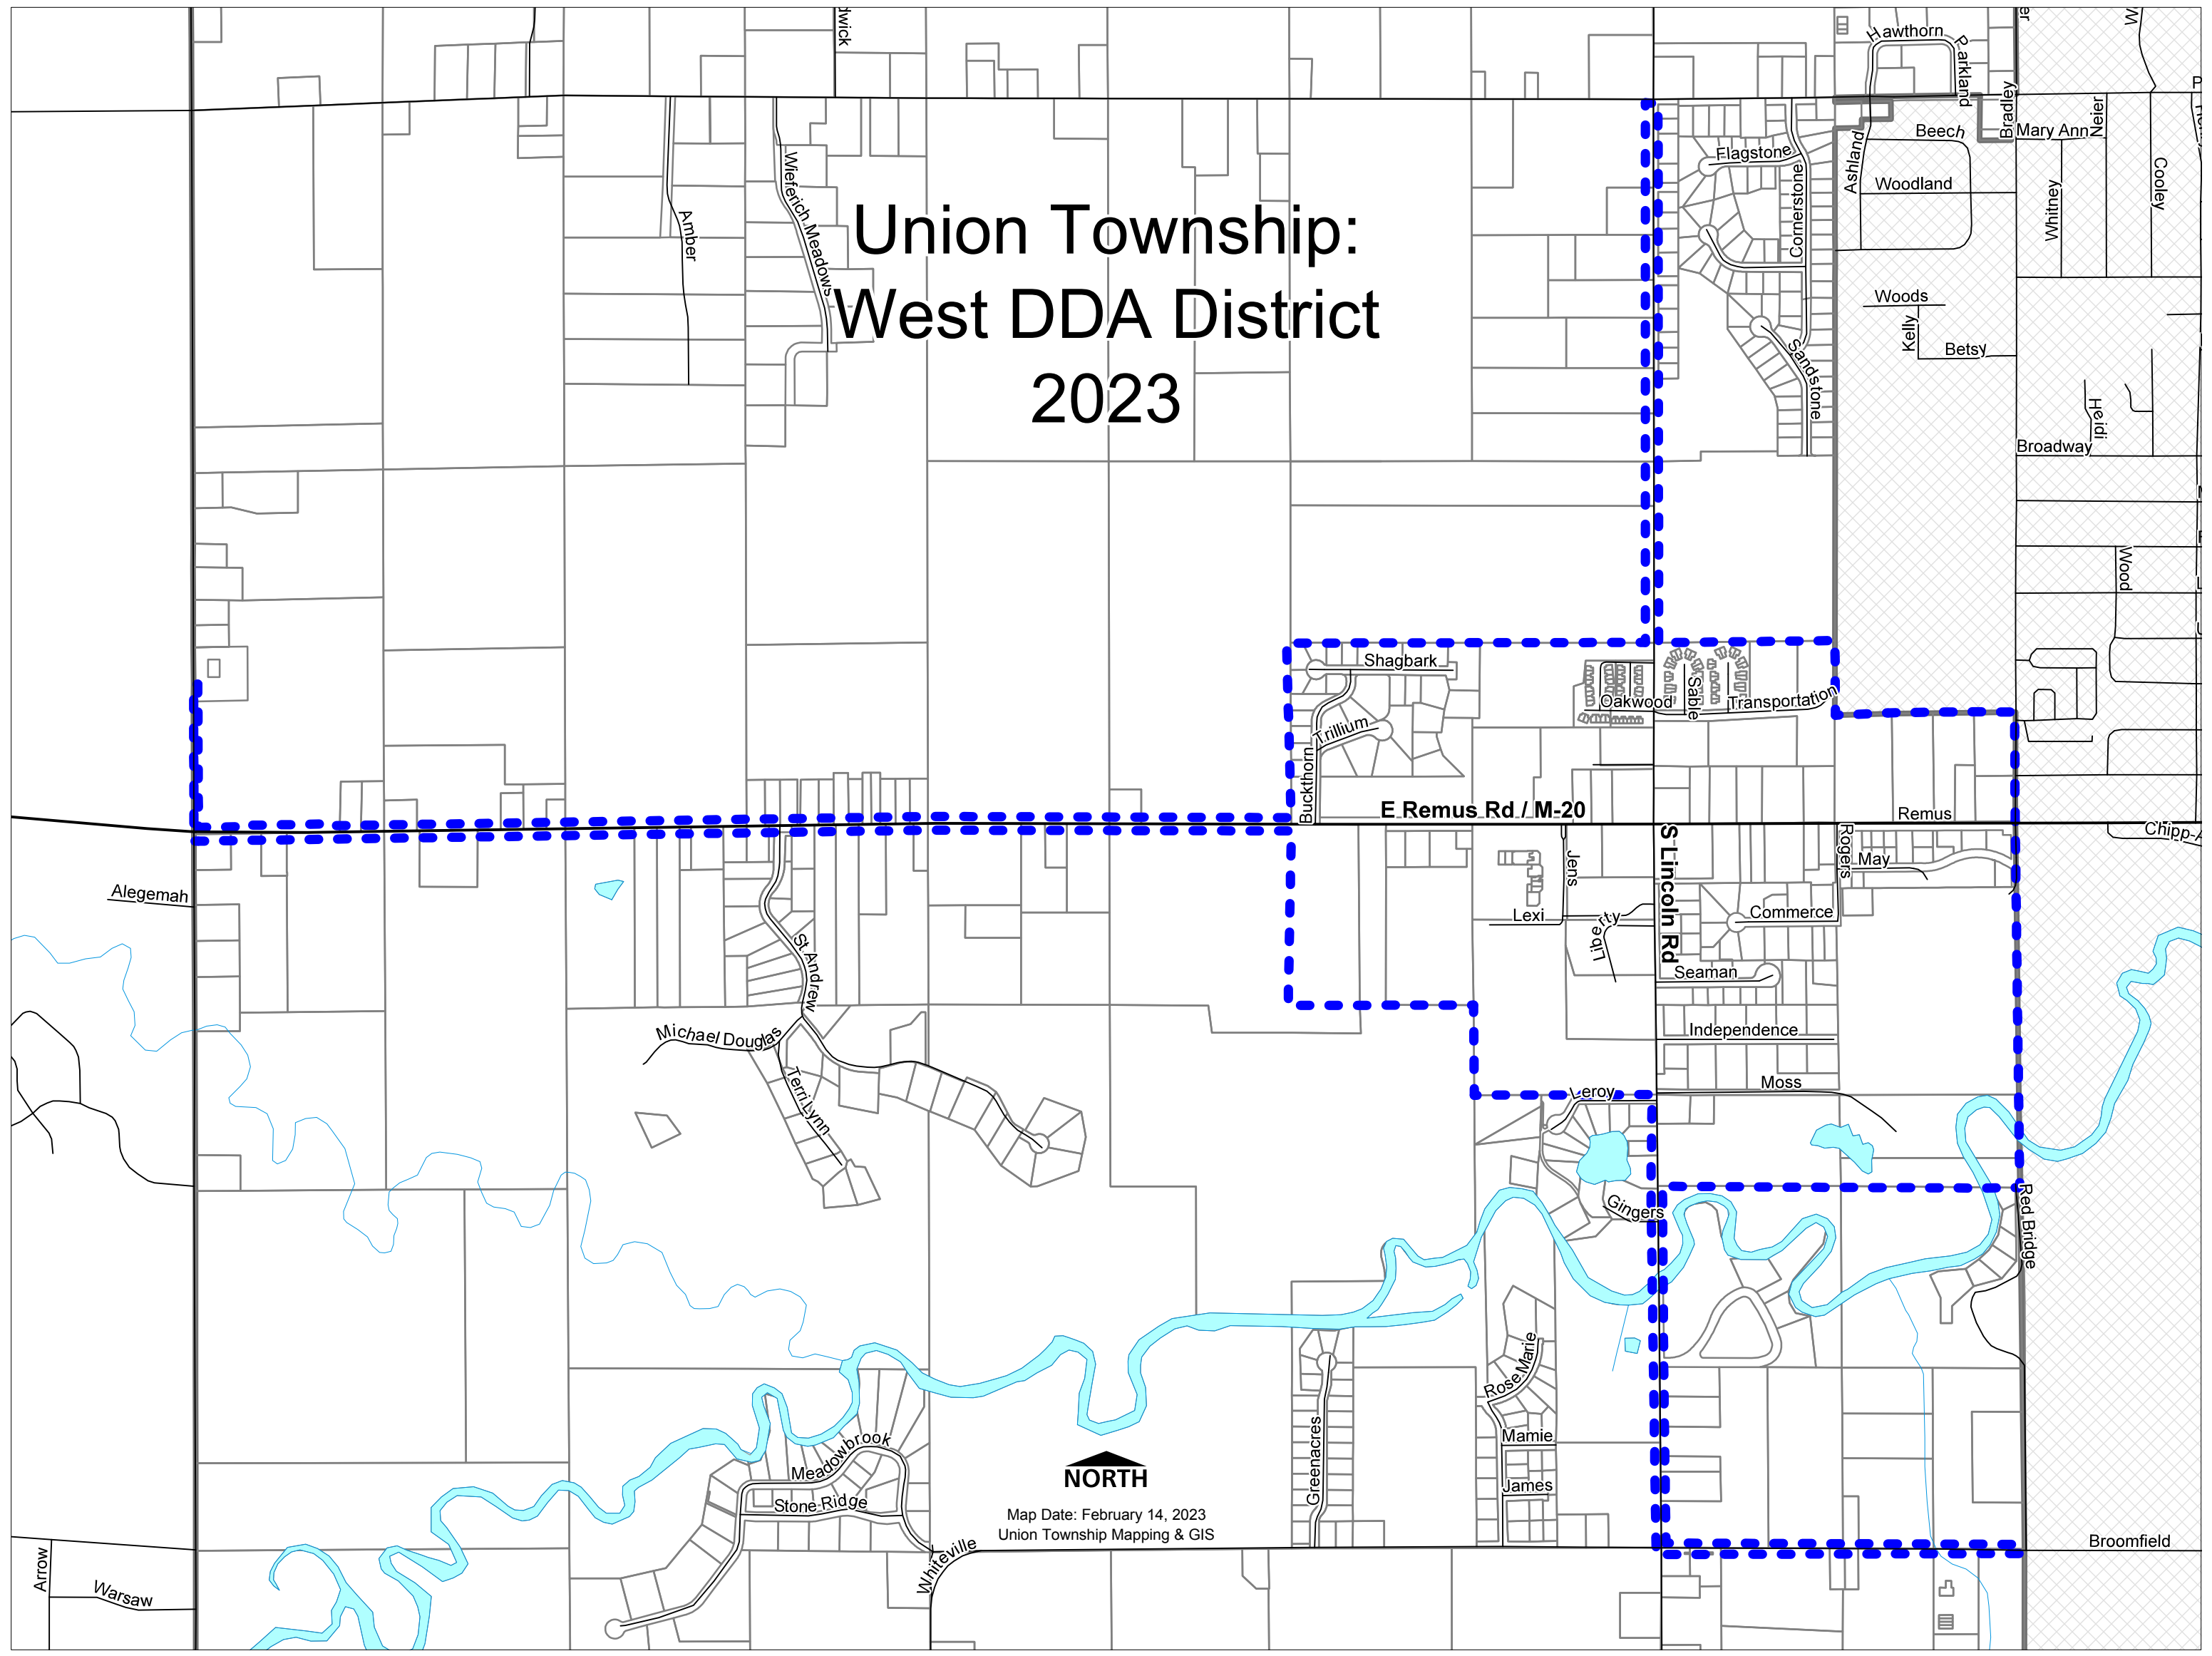 Hawthorn
Parkland
Bradley
Mary Ann
Neier
Beech
Ashland
Flagstone
Woodland
Cooley
Whitney
Cornerstone
Wieferich Meadows
Amber
Union Township:
West DDA District
2023
Woods
Kelly
Betsy
Sandstone
Heidi
Broadway
Wood
Shagbark
Oakwood
Sable
Transportation
Trillium
Buckthorn
E Remus Rd / M-20
Remus
S Lincoln Rd
Rogers
May
Jens
Alegemah
Lexi
Liberty
Commerce
St Andrew
Seaman
Independence
Michael Douglas
Terri Lynn
Leroy
Moss
Gingers
Red Bridge
Rose Marie
Greenacres
Mamie
James
Meadowbrook
Stone Ridge
NORTH
Map Date: February 14, 2023
Union Township Mapping & GIS
Whiteville
Broomfield
Arrow
Warsaw